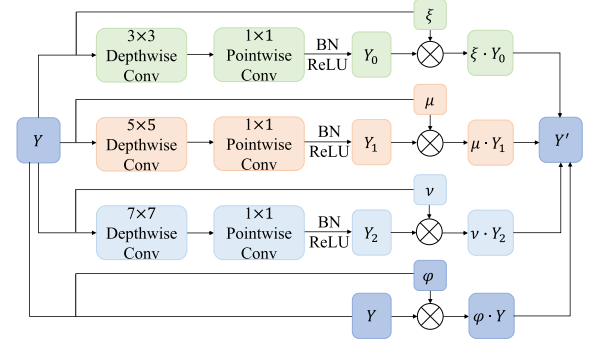 ξ
3×3
Depthwise
Conv
1×1
Pointwise
Conv
BN
ReLU
Y₀
ξ · Y₀
μ
Y
5×5
Depthwise
Conv
1×1
Pointwise
Conv
BN
ReLU
Y₁
μ · Y₁
Y′
ν
7×7
Depthwise
Conv
1×1
Pointwise
Conv
BN
ReLU
Y₂
ν · Y₂
φ
Y
φ · Y